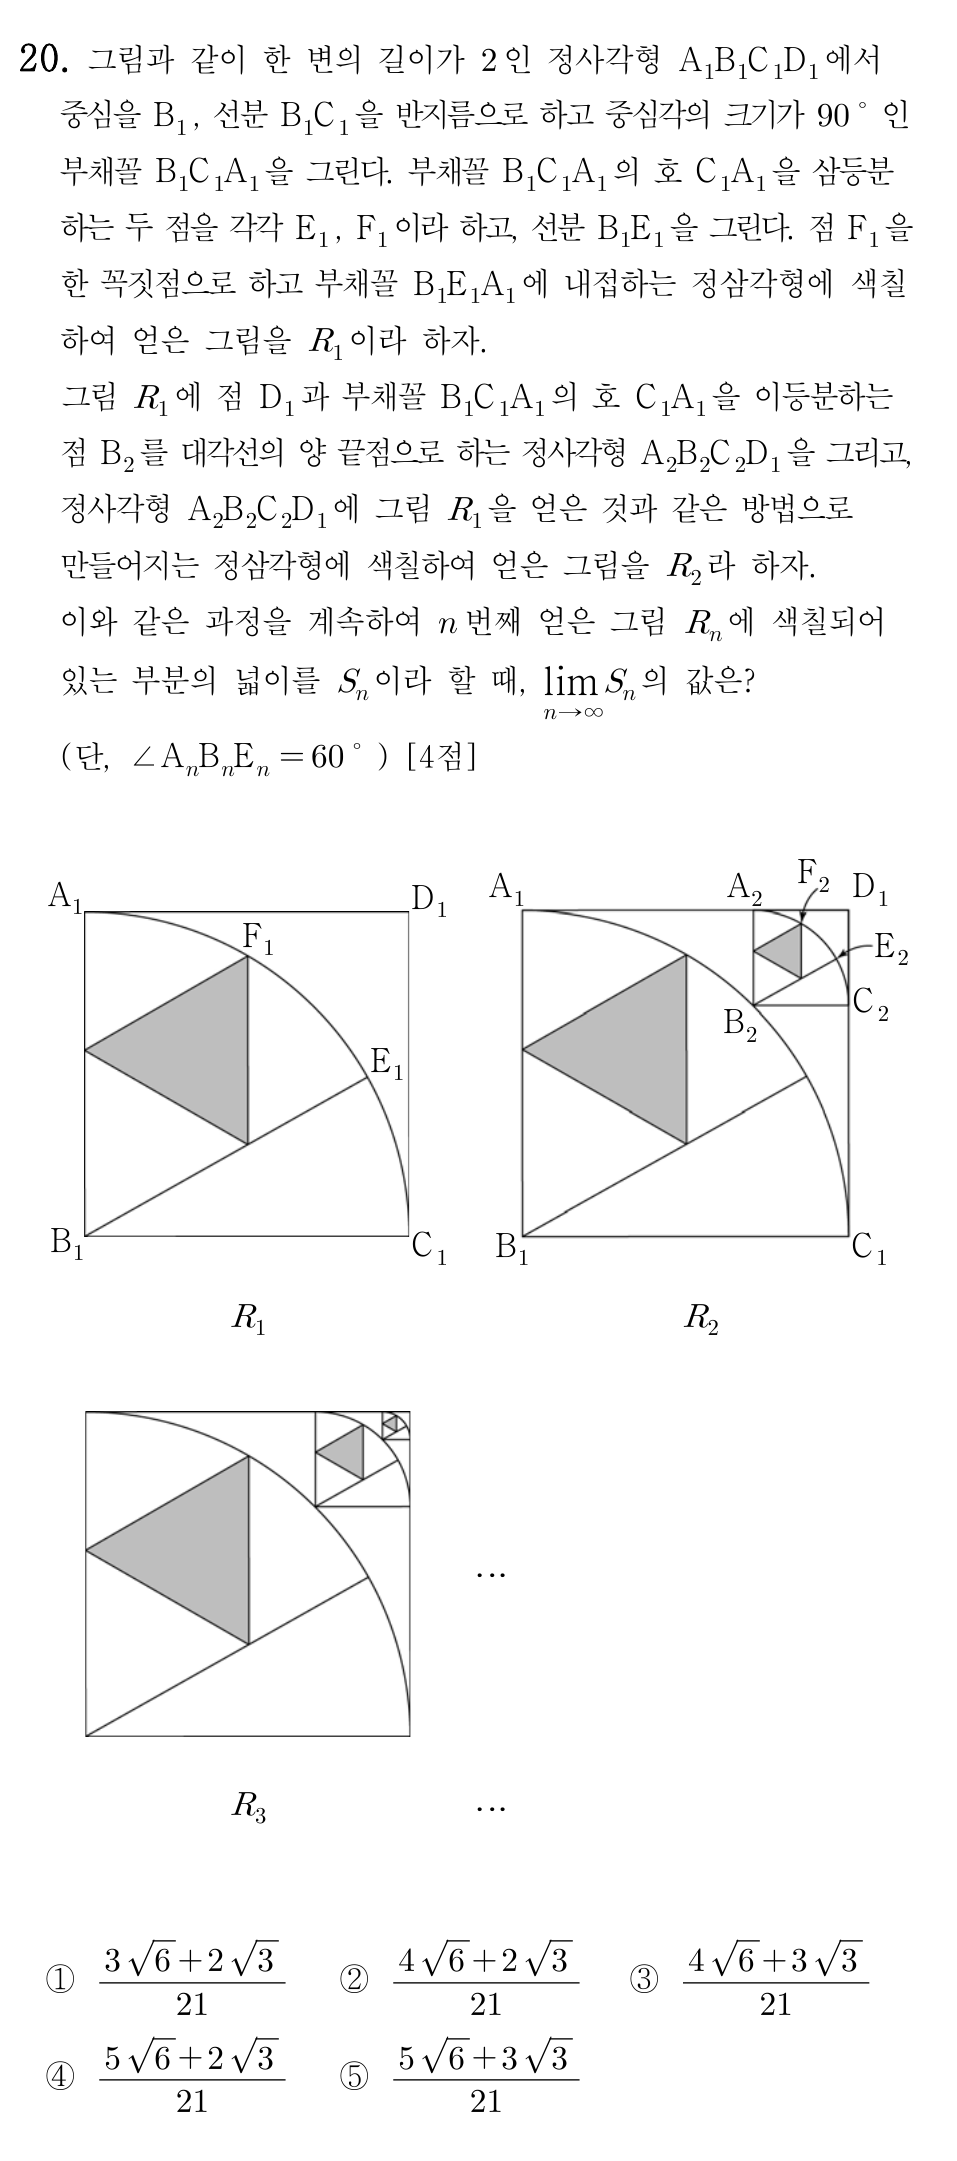 20. 그림과 같이 한 변의 길이가 2인 정사각형 A₁B₁C₁D₁에서
중심을 B₁, 선분 B₁C₁을 반지름으로 하고 중심각의 크기가 90°인
부채꼴 B₁C₁A₁을 그린다. 부채꼴 B₁C₁A₁의 호 C₁A₁을 삼등분
하는 두 점을 각각 E₁, F₁이라 하고, 선분 B₁E₁을 그린다. 점 F₁을
한 꼭짓점으로 하고 부채꼴 B₁E₁A₁에 내접하는 정삼각형에 색칠
하여 얻은 그림을 R₁이라 하자.
그림 R₁에 점 D₁과 부채꼴 B₁C₁A₁의 호 C₁A₁을 이등분하는
점 B₂를 대각선의 양 끝점으로 하는 정사각형 A₂B₂C₂D₁을 그리고,
정사각형 A₂B₂C₂D₁에 그림 R₁을 얻은 것과 같은 방법으로
만들어지는 정삼각형에 색칠하여 얻은 그림을 R₂라 하자.
이와 같은 과정을 계속하여 n번째 얻은 그림 Rₙ에 색칠되어
있는 부분의 넓이를 Sₙ이라 할 때, lim Sₙ의 값은?
n→∞
(단, ∠AₙBₙEₙ = 60°) [4점]
A₁ D₁ A₁ A₂ F₂ D₁
F₁ E₂
B₂ C₂
E₁
B₁ C₁ B₁ C₁
R₁ R₂
…
R₃ …
① (3√6+2√3)/21 ② (4√6+2√3)/21 ③ (4√6+3√3)/21
④ (5√6+2√3)/21 ⑤ (5√6+3√3)/21